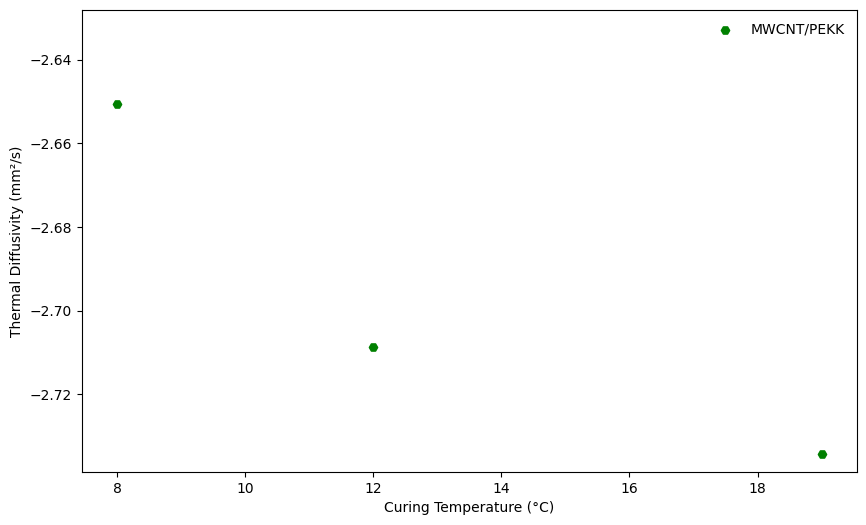 MWCNT/PEKK
−2.64
−2.66
−2.68
−2.70
−2.72
Thermal Diffusivity (mm²/s)
8 10 12 14 16 18
Curing Temperature (°C)